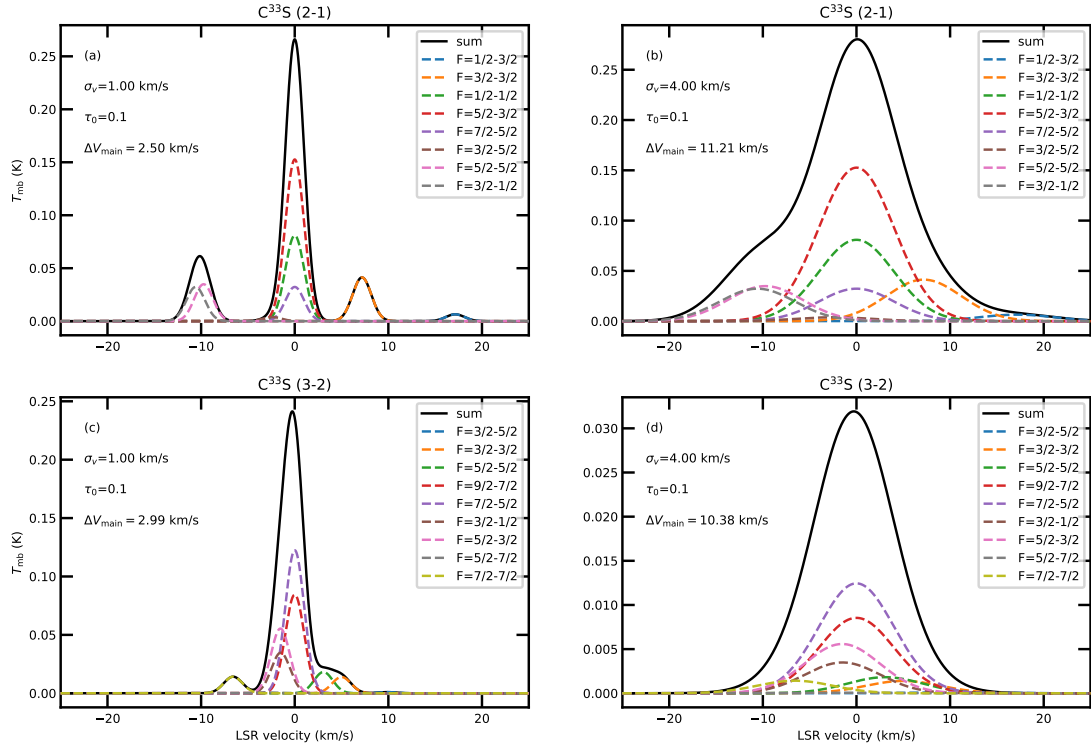 C³³S (2-1)
(a)
σᵥ=1.00 km/s
τ₀=0.1
ΔV_main = 2.50 km/s
sum
F=1/2-3/2
F=3/2-3/2
F=1/2-1/2
F=5/2-3/2
F=7/2-5/2
F=3/2-5/2
F=5/2-5/2
F=3/2-1/2
T_mb (K)
0.25
0.20
0.15
0.10
0.05
0.00
−20 −10 0 10 20
C³³S (2-1)
(b)
σᵥ=4.00 km/s
τ₀=0.1
ΔV_main = 11.21 km/s
sum
F=1/2-3/2
F=3/2-3/2
F=1/2-1/2
F=5/2-3/2
F=7/2-5/2
F=3/2-5/2
F=5/2-5/2
F=3/2-1/2
0.25
0.20
0.15
0.10
0.05
0.00
−20 −10 0 10 20
C³³S (3-2)
(c)
σᵥ=1.00 km/s
τ₀=0.1
ΔV_main = 2.99 km/s
sum
F=3/2-5/2
F=3/2-3/2
F=5/2-5/2
F=9/2-7/2
F=7/2-5/2
F=3/2-1/2
F=5/2-3/2
F=5/2-7/2
F=7/2-7/2
T_mb (K)
0.25
0.20
0.15
0.10
0.05
0.00
−20 −10 0 10 20
LSR velocity (km/s)
C³³S (3-2)
(d)
σᵥ=4.00 km/s
τ₀=0.1
ΔV_main = 10.38 km/s
sum
F=3/2-5/2
F=3/2-3/2
F=5/2-5/2
F=9/2-7/2
F=7/2-5/2
F=3/2-1/2
F=5/2-3/2
F=5/2-7/2
F=7/2-7/2
0.030
0.025
0.020
0.015
0.010
0.005
0.000
−20 −10 0 10 20
LSR velocity (km/s)